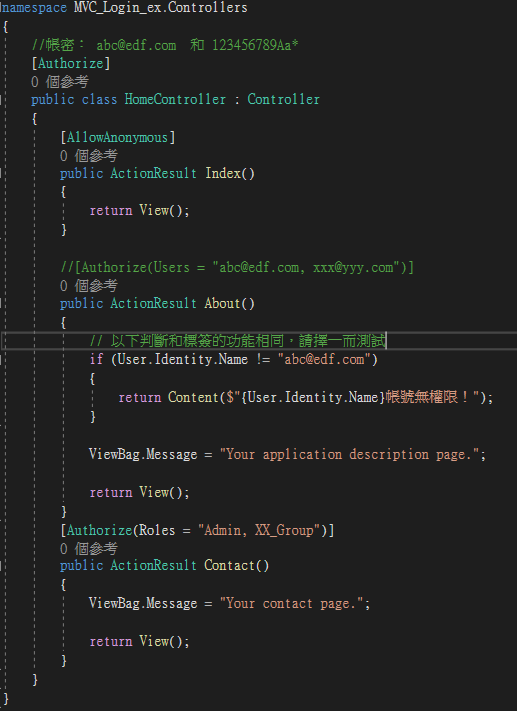 namespace MVC_Login_ex.Controllers
{
//帳密： abc@edf.com  和 123456789Aa*
[Authorize]
0 個參考
public class HomeController : Controller
{
[AllowAnonymous]
0 個參考
public ActionResult Index()
{
return View();
}
//[Authorize(Users = "abc@edf.com, xxx@yyy.com")]
0 個參考
public ActionResult About()
{
// 以下判斷和標簽的功能相同，請擇一而測試
if (User.Identity.Name != "abc@edf.com")
{
return Content($"{User.Identity.Name}帳號無權限！");
}
ViewBag.Message = "Your application description page.";
return View();
}
[Authorize(Roles = "Admin, XX_Group")]
0 個參考
public ActionResult Contact()
{
ViewBag.Message = "Your contact page.";
return View();
}
}
}